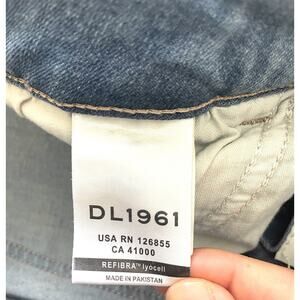 DL1961
USA RN 126855
CA 41000
REFIBRA™ lyocell
MADE IN PAKISTAN